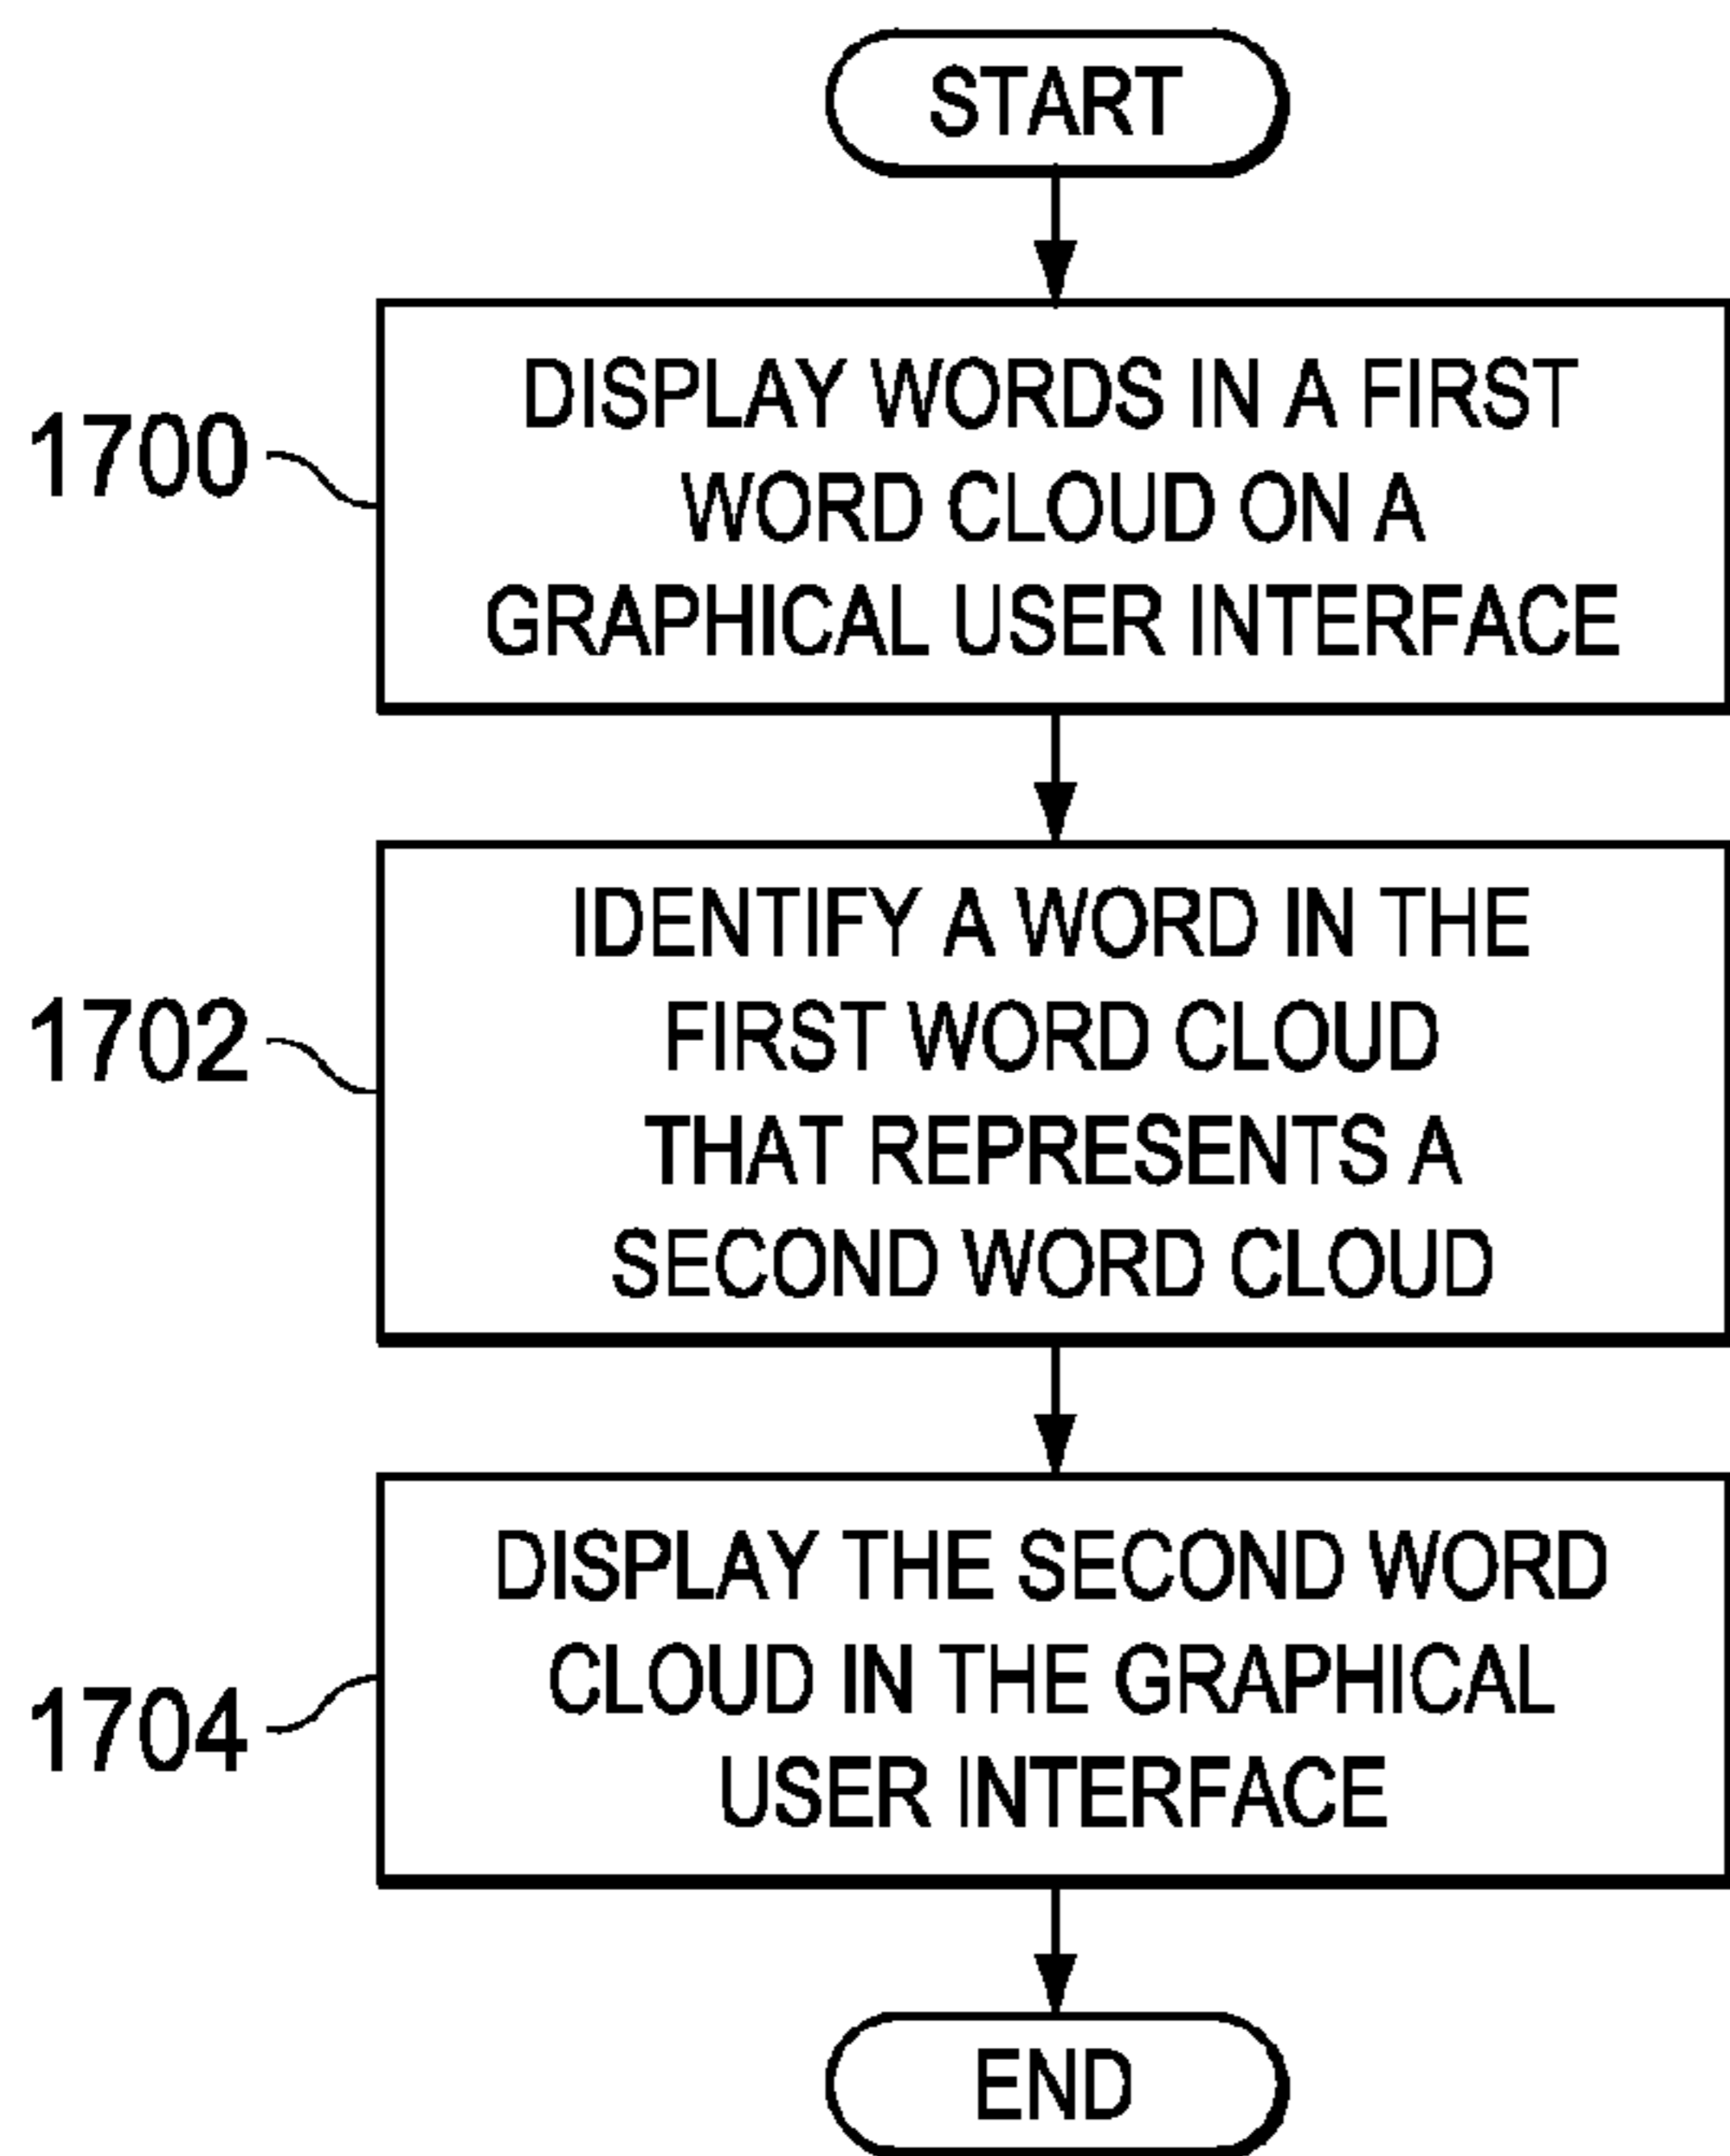 START
DISPLAY WORDS IN A FIRST
WORD CLOUD ON A
GRAPHICAL USER INTERFACE
1700
IDENTIFY A WORD IN THE
FIRST WORD CLOUD
THAT REPRESENTS A
SECOND WORD CLOUD
1702
DISPLAY THE SECOND WORD
CLOUD IN THE GRAPHICAL
USER INTERFACE
1704
END